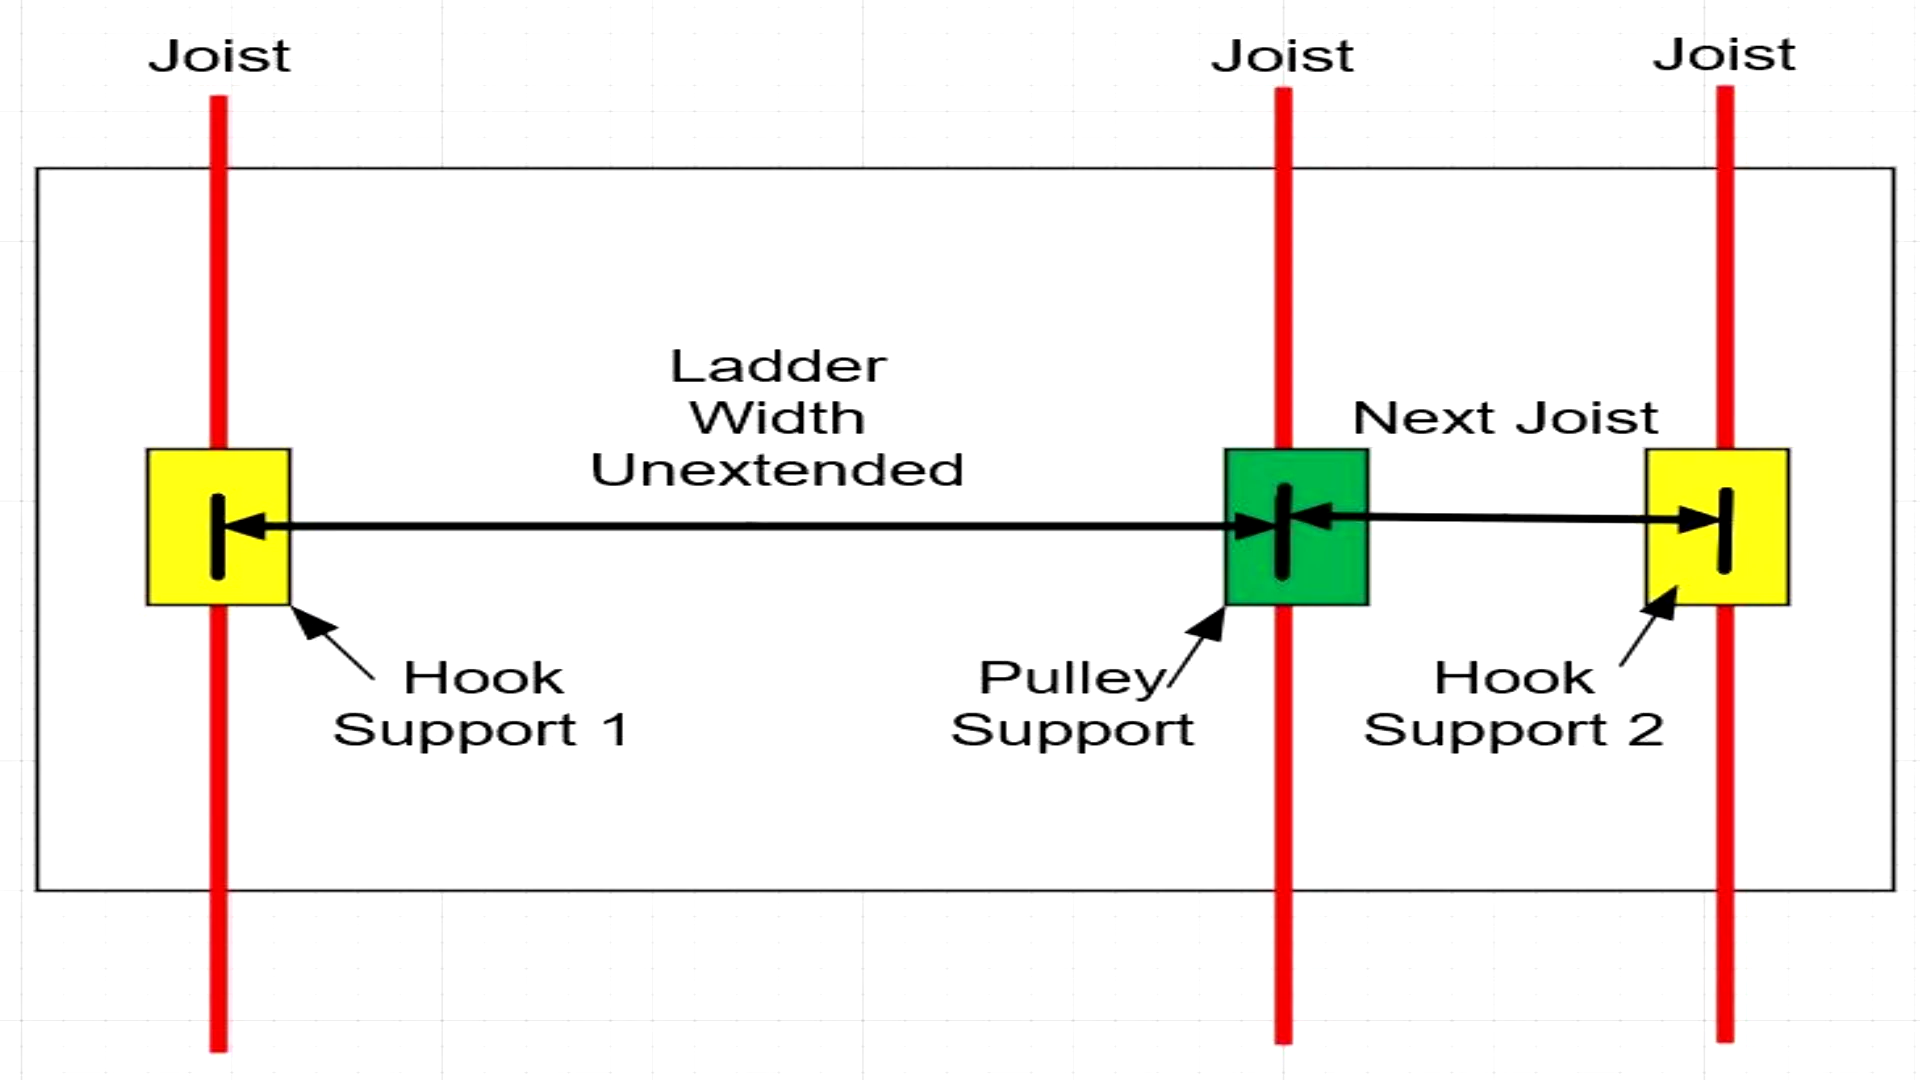 Joist
Joist
Joist
Ladder
Width
Unextended
Next Joist
Hook
Support 1
Pulley
Support
Hook
Support 2